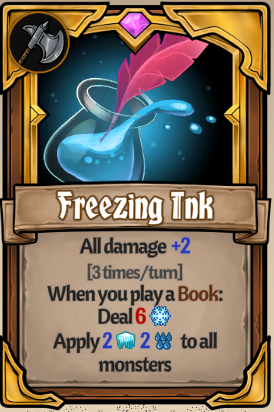 Freezing Ink
All damage +2
[3 times/turn]
When you play a Book:
Deal 6
Apply 2 2 to all
monsters